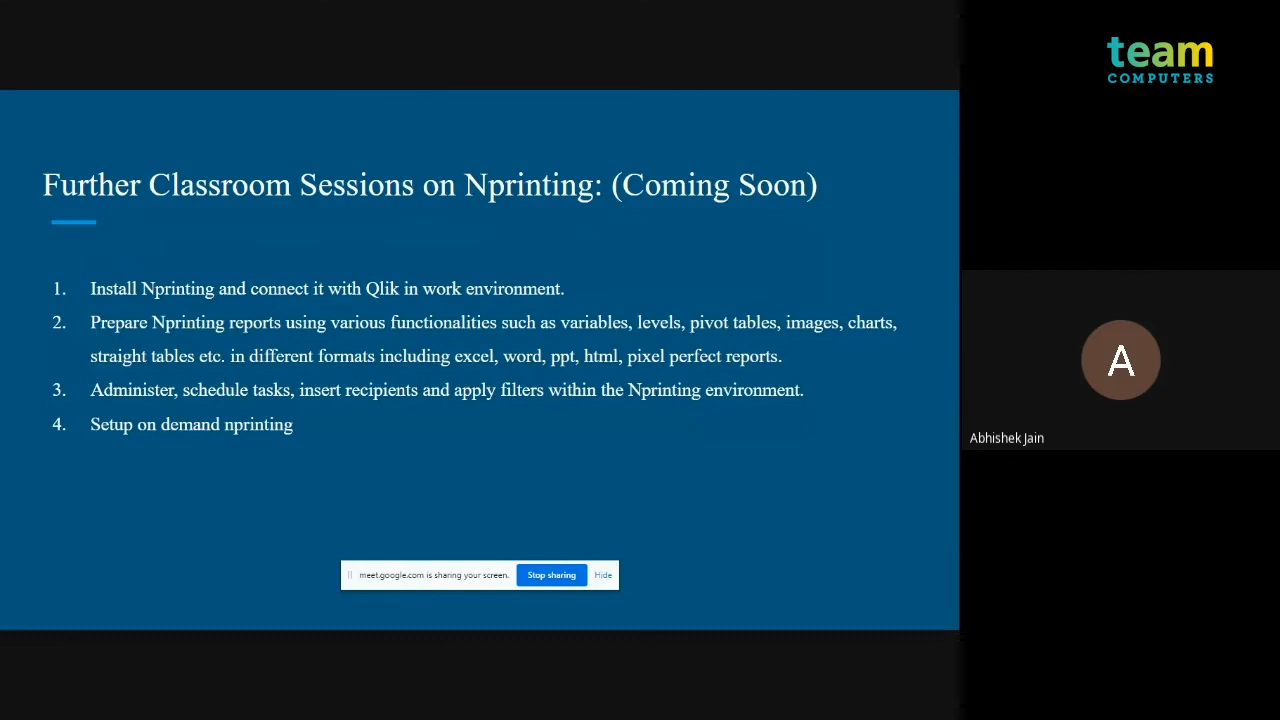 team
COMPUTERS
Further Classroom Sessions on Nprinting: (Coming Soon)
1. Install Nprinting and connect it with Qlik in work environment.
2. Prepare Nprinting reports using various functionalities such as variables, levels, pivot tables, images, charts,
straight tables etc. in different formats including excel, word, ppt, html, pixel perfect reports.
3. Administer, schedule tasks, insert recipients and apply filters within the Nprinting environment.
4. Setup on demand nprinting
A
Abhishek Jain
meet.google.com is sharing your screen. Stop sharing Hide